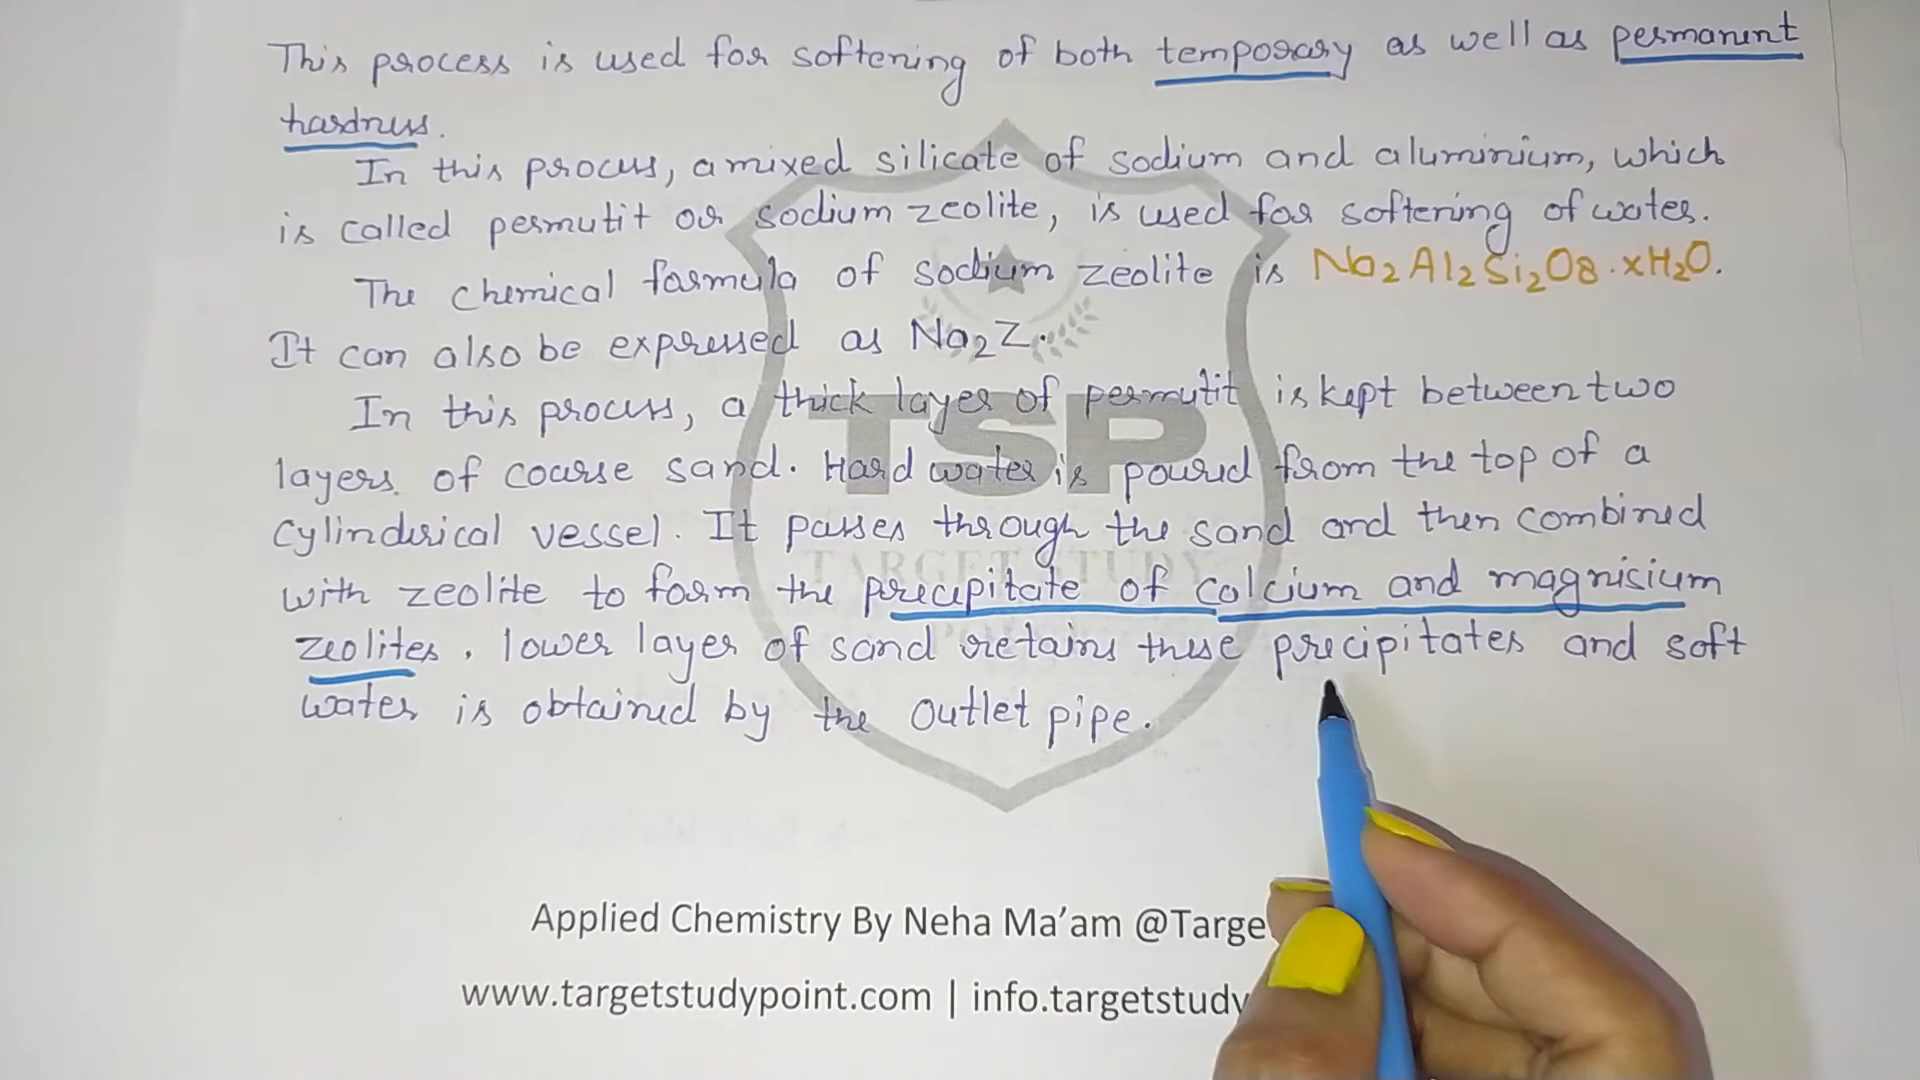 This process is used for softening of both temporary as well as permanent
hardness.
In this process, a mixed silicate of sodium and aluminium, which
is called permutit or sodium zeolite, is used for softening of water.
The chemical formula of sodium zeolite is Na2Al2Si2O8.xH2O.
It can also be expressed as Na2Z.
In this process, a thick layer of permutit is kept between two
layers of coarse sand. Hard water is poured from the top of a
cylinderical vessel. It passes through the sand and then combined
with zeolite to form the precipitate of calcium and magnisium
zeolites. lower layer of sand retains these precipitates and soft
water is obtained by the outlet pipe.
TSP
TARGET STUDY
Applied Chemistry By Neha Ma’am @Targe
www.targetstudypoint.com | info.targetstudy